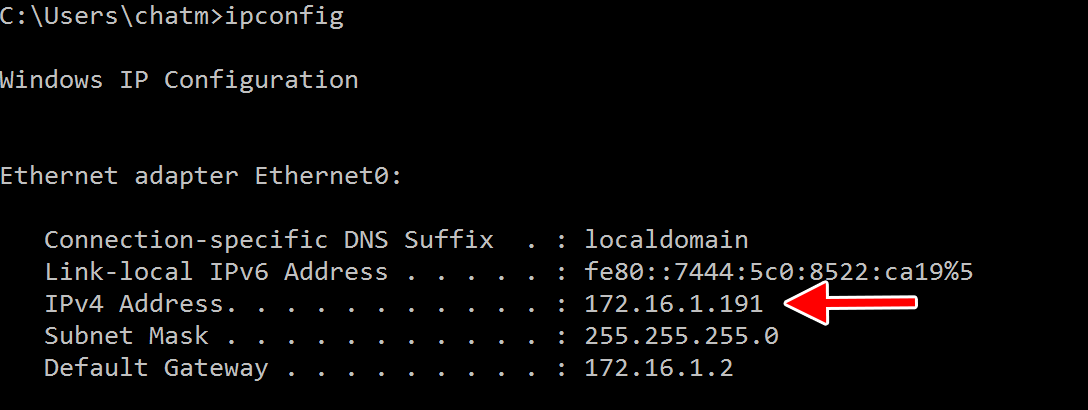 C:\Users\chatm>ipconfig
Windows IP Configuration
Ethernet adapter Ethernet0:
Connection-specific DNS Suffix  . : localdomain
Link-local IPv6 Address . . . . . : fe80::7444:5c0:8522:ca19%5
IPv4 Address. . . . . . . . . . . : 172.16.1.191
Subnet Mask . . . . . . . . . . . : 255.255.255.0
Default Gateway . . . . . . . . . : 172.16.1.2